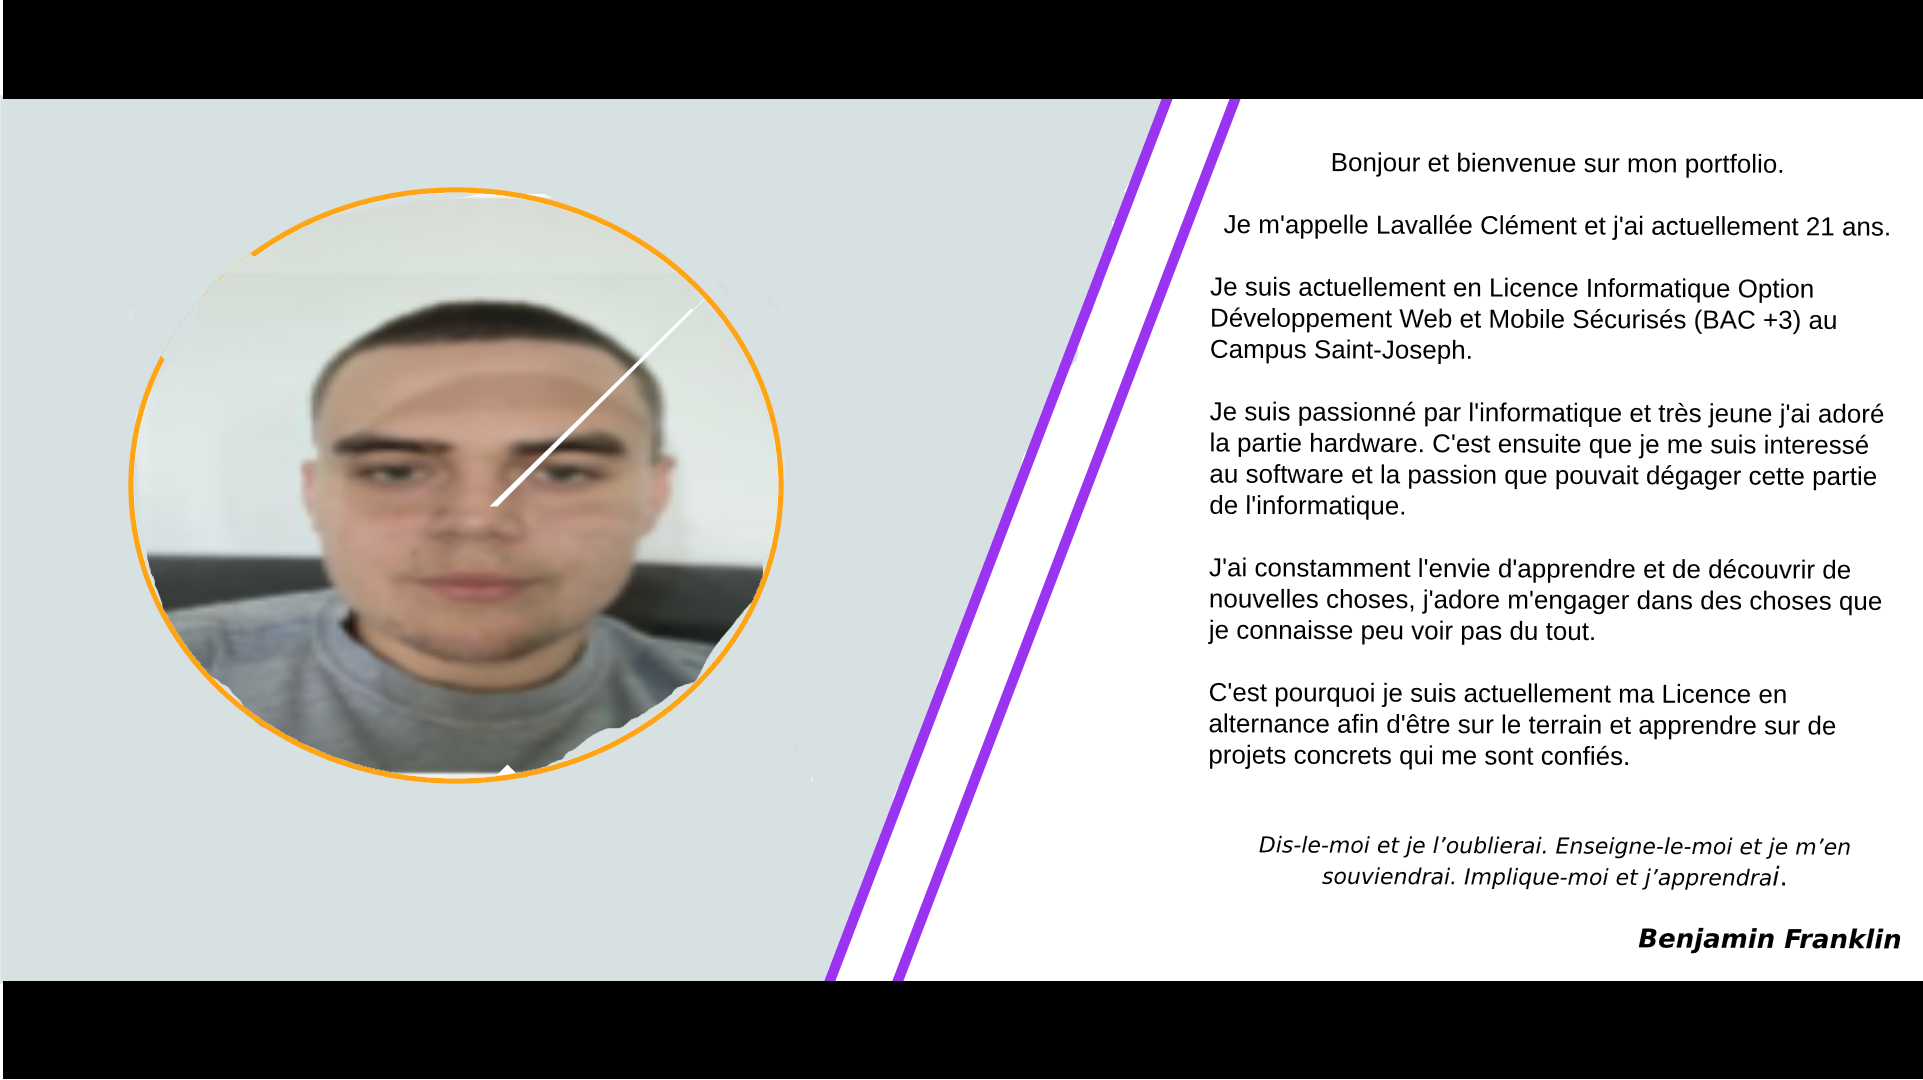 Bonjour et bienvenue sur mon portfolio.
Je m'appelle Lavallée Clément et j'ai actuellement 21 ans.
Je suis actuellement en Licence Informatique Option
Développement Web et Mobile Sécurisés (BAC +3) au
Campus Saint-Joseph.
Je suis passionné par l'informatique et très jeune j'ai adoré
la partie hardware. C'est ensuite que je me suis interessé
au software et la passion que pouvait dégager cette partie
de l'informatique.
J'ai constamment l'envie d'apprendre et de découvrir de
nouvelles choses, j'adore m'engager dans des choses que
je connaisse peu voir pas du tout.
C'est pourquoi je suis actuellement ma Licence en
alternance afin d'être sur le terrain et apprendre sur de
projets concrets qui me sont confiés.
Dis-le-moi et je l’oublierai. Enseigne-le-moi et je m’en
souviendrai. Implique-moi et j’apprendrai.
Benjamin Franklin